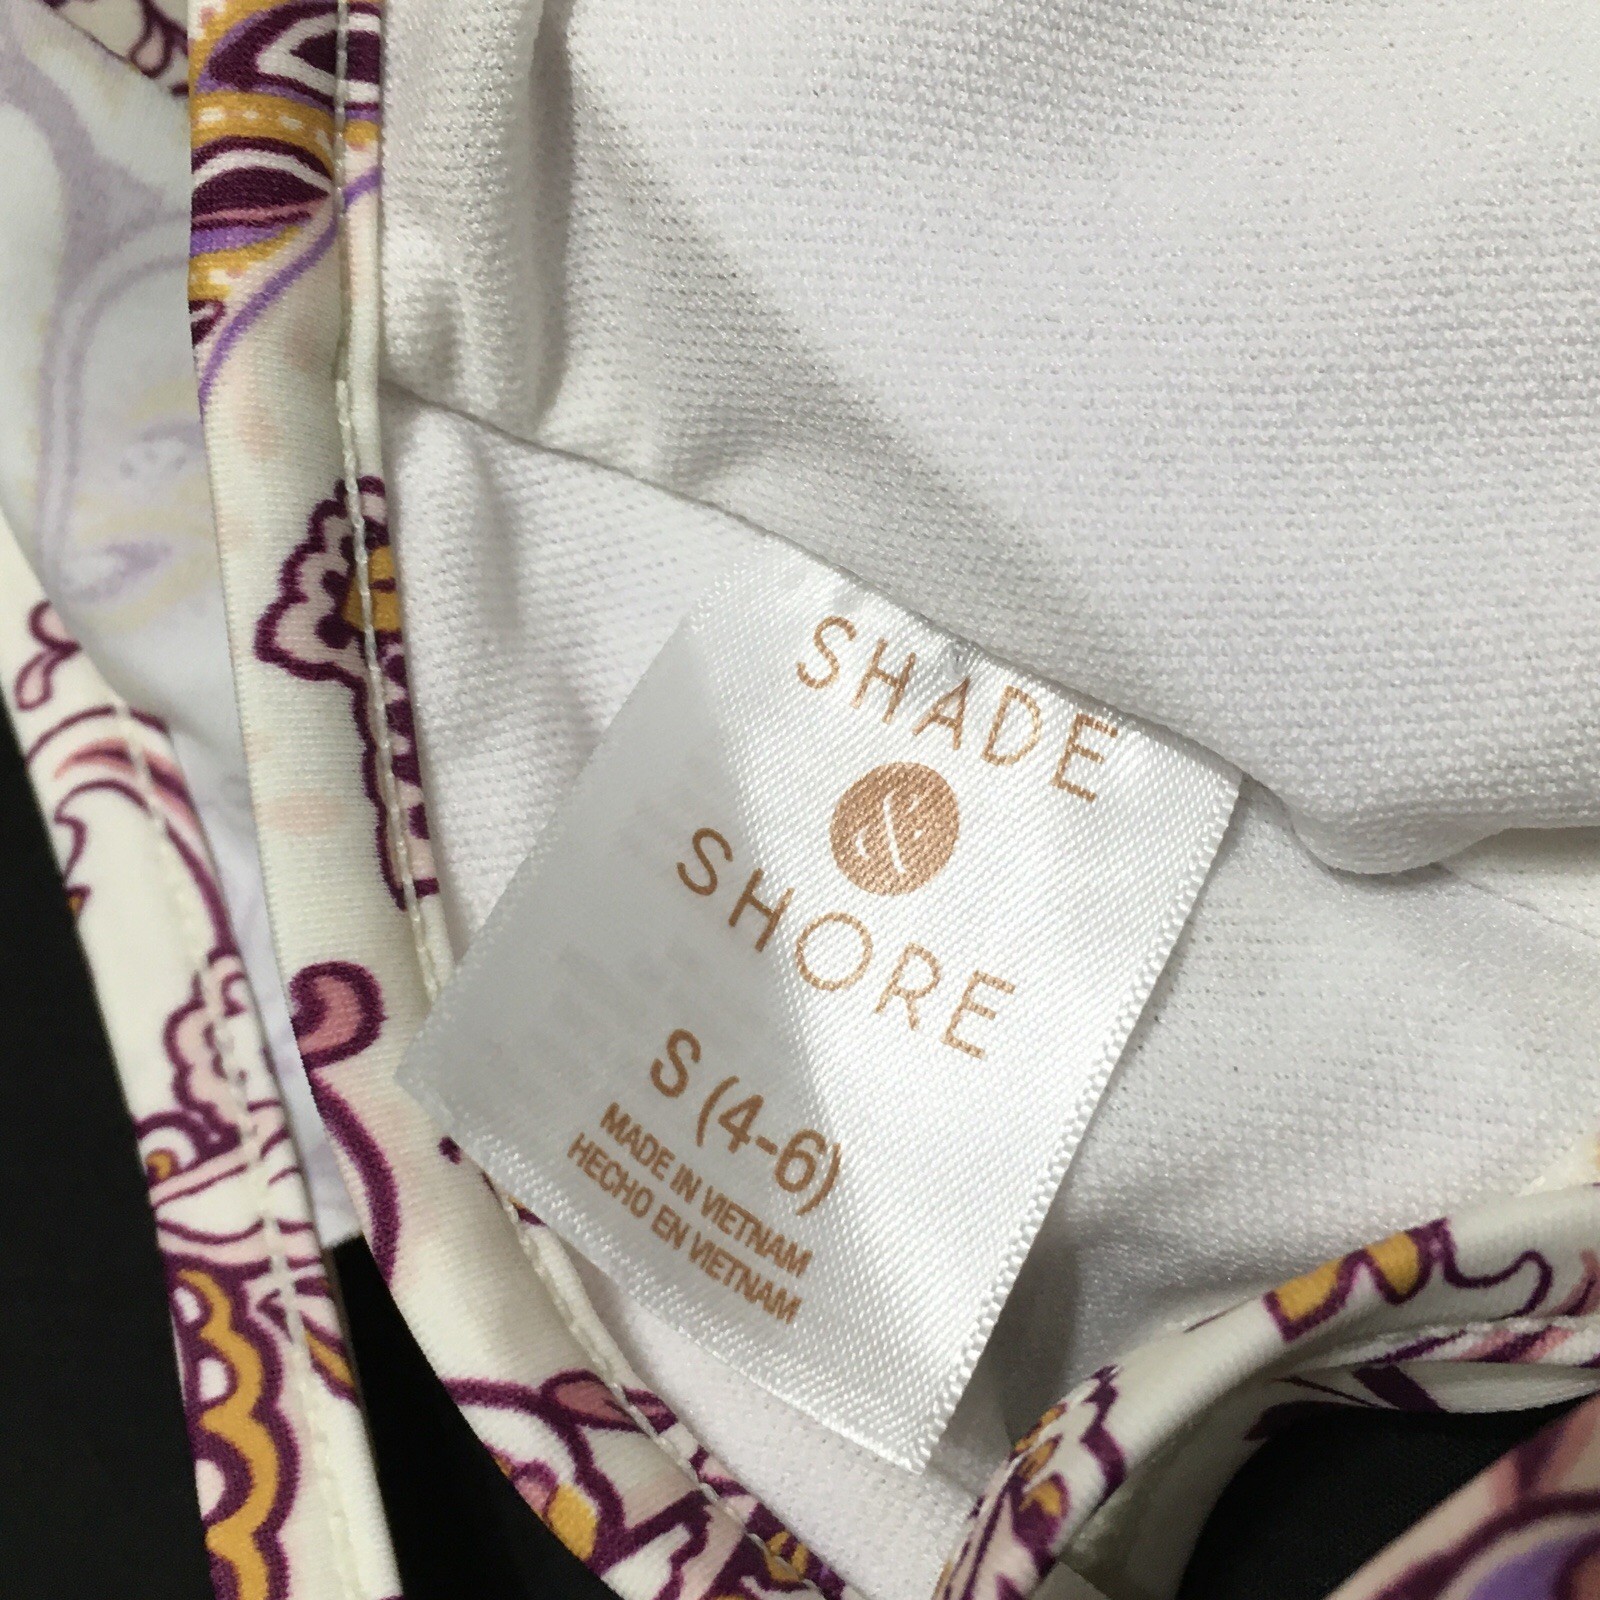 SHADE
&
SHORE
S (4-6)
MADE IN VIETNAM
HECHO EN VIETNAM